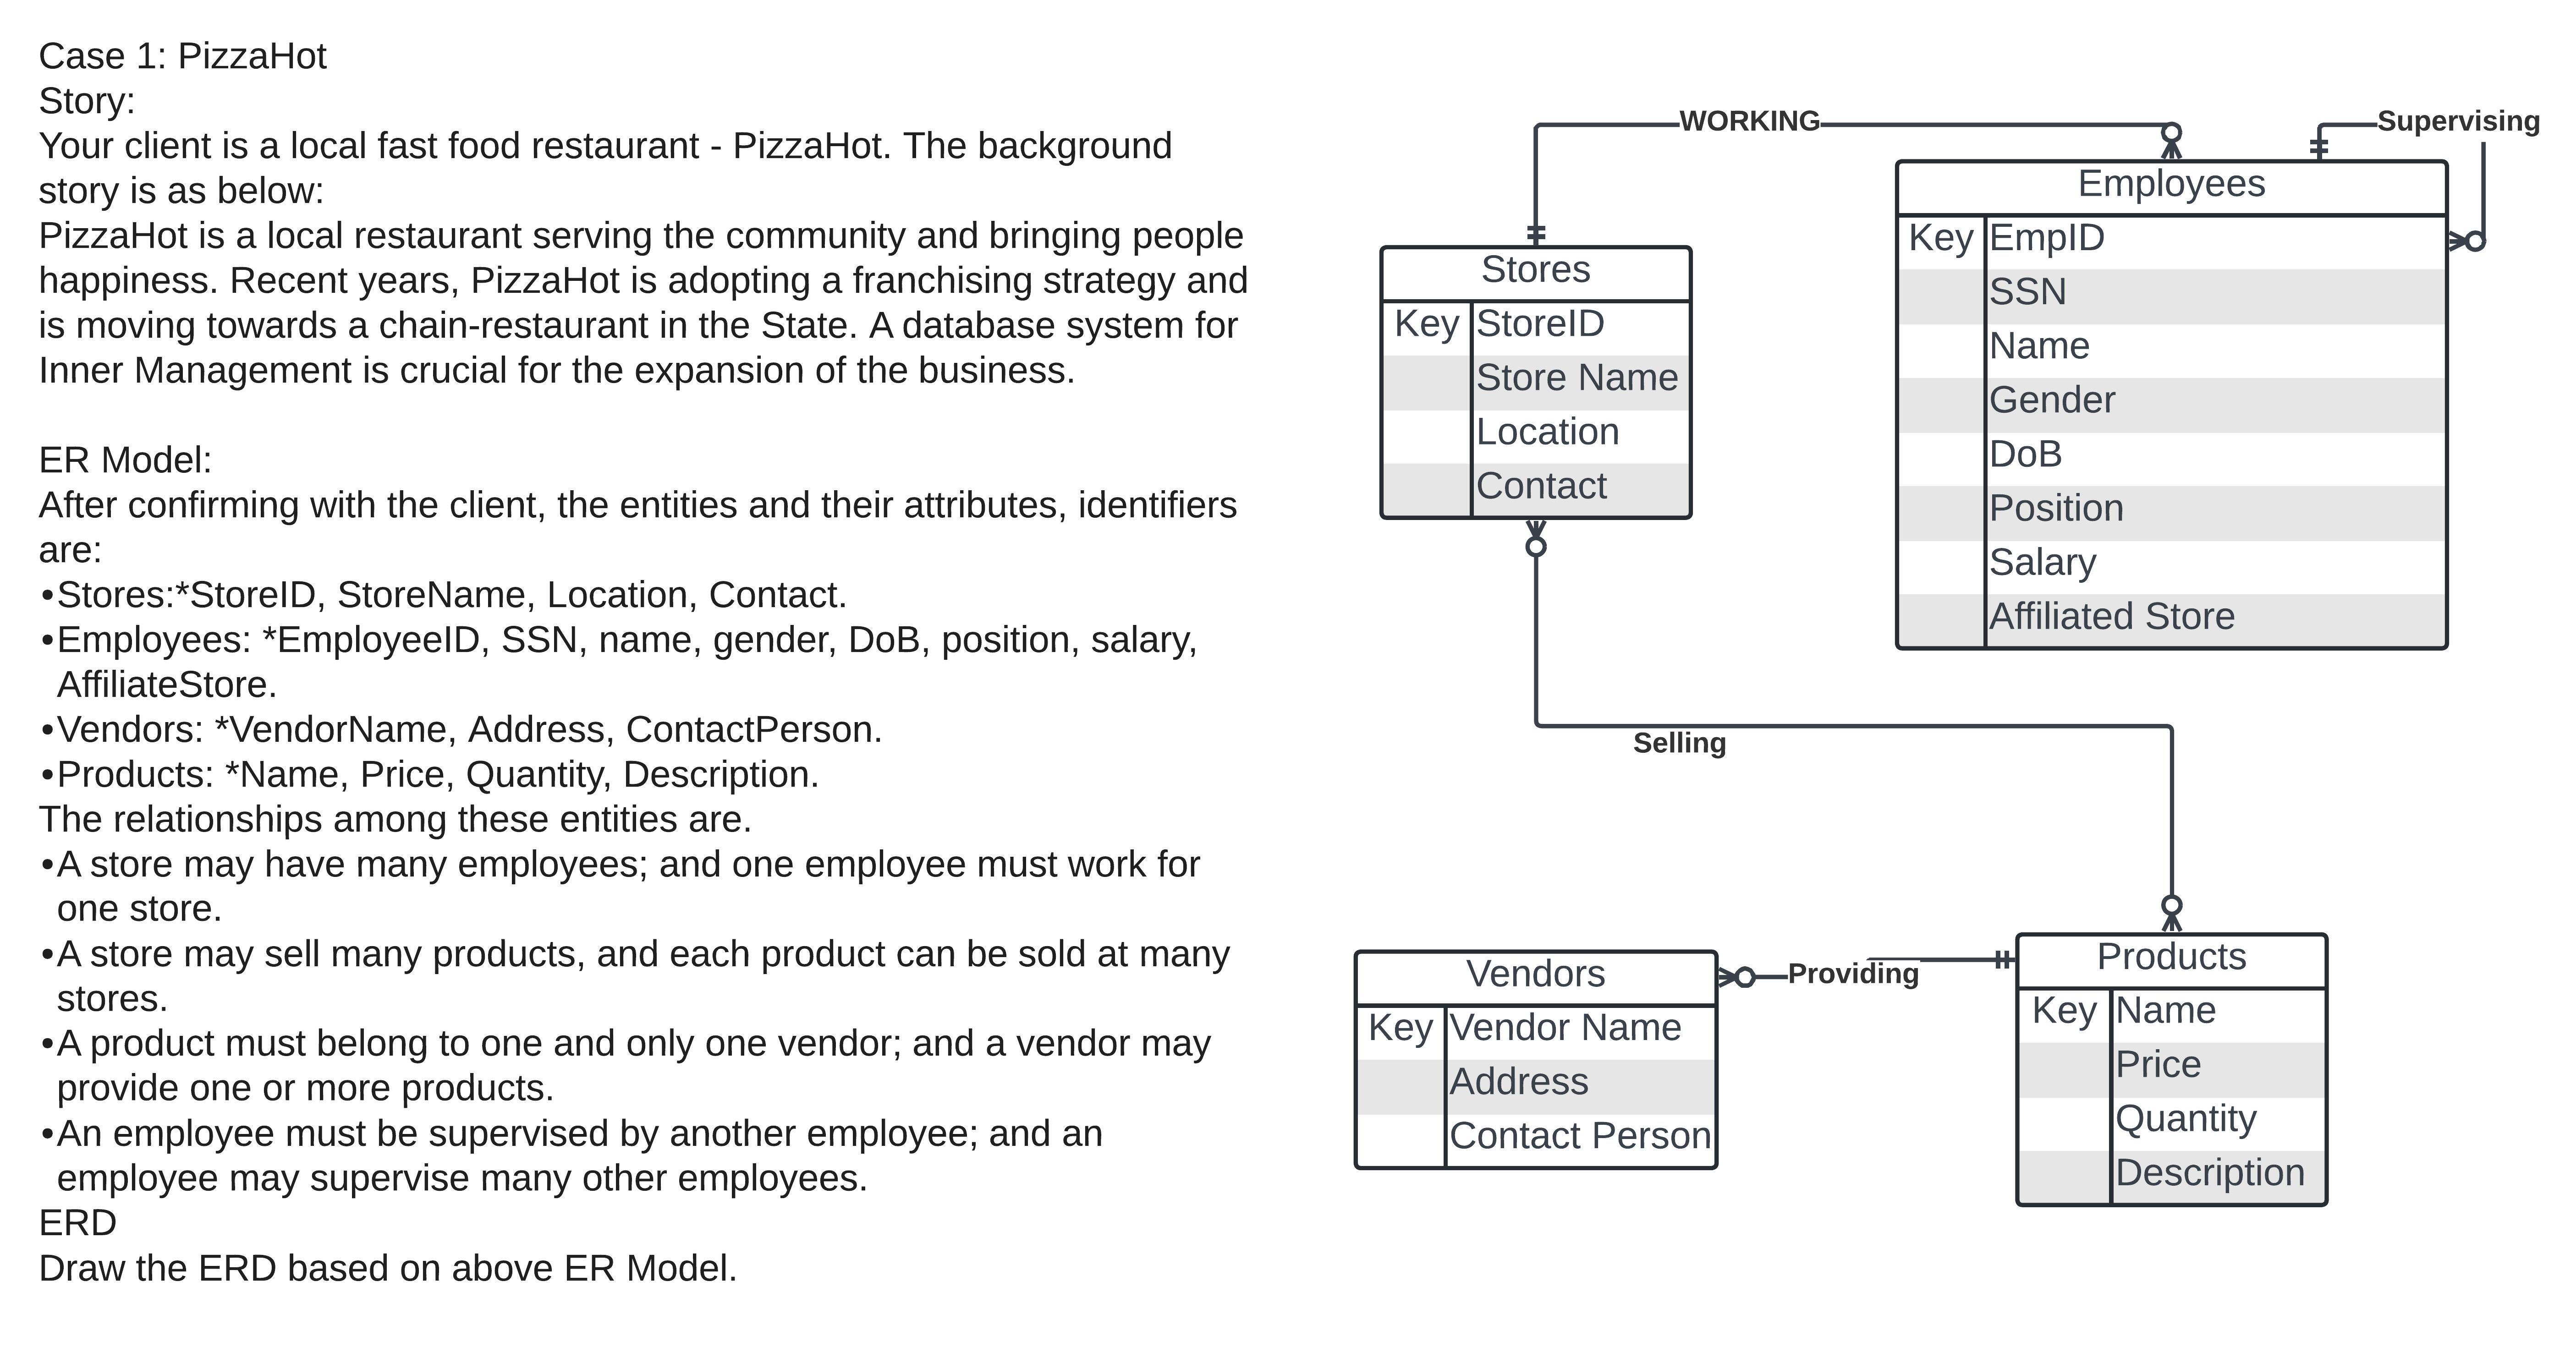 Case 1: PizzaHot
Story:
Your client is a local fast food restaurant - PizzaHot. The background
story is as below:
PizzaHot is a local restaurant serving the community and bringing people
happiness. Recent years, PizzaHot is adopting a franchising strategy and
is moving towards a chain-restaurant in the State. A database system for
Inner Management is crucial for the expansion of the business.
ER Model:
After confirming with the client, the entities and their attributes, identifiers
are:
•Stores:*StoreID, StoreName, Location, Contact.
•Employees: *EmployeeID, SSN, name, gender, DoB, position, salary,
AffiliateStore.
•Vendors: *VendorName, Address, ContactPerson.
•Products: *Name, Price, Quantity, Description.
The relationships among these entities are.
•A store may have many employees; and one employee must work for
one store.
•A store may sell many products, and each product can be sold at many
stores.
•A product must belong to one and only one vendor; and a vendor may
provide one or more products.
•An employee must be supervised by another employee; and an
employee may supervise many other employees.
ERD
Draw the ERD based on above ER Model.
WORKING
Supervising
Stores
Key StoreID
Store Name
Location
Contact
Employees
Key EmpID
SSN
Name
Gender
DoB
Position
Salary
Affiliated Store
Selling
Vendors
Key Vendor Name
Address
Contact Person
Providing
Products
Key Name
Price
Quantity
Description